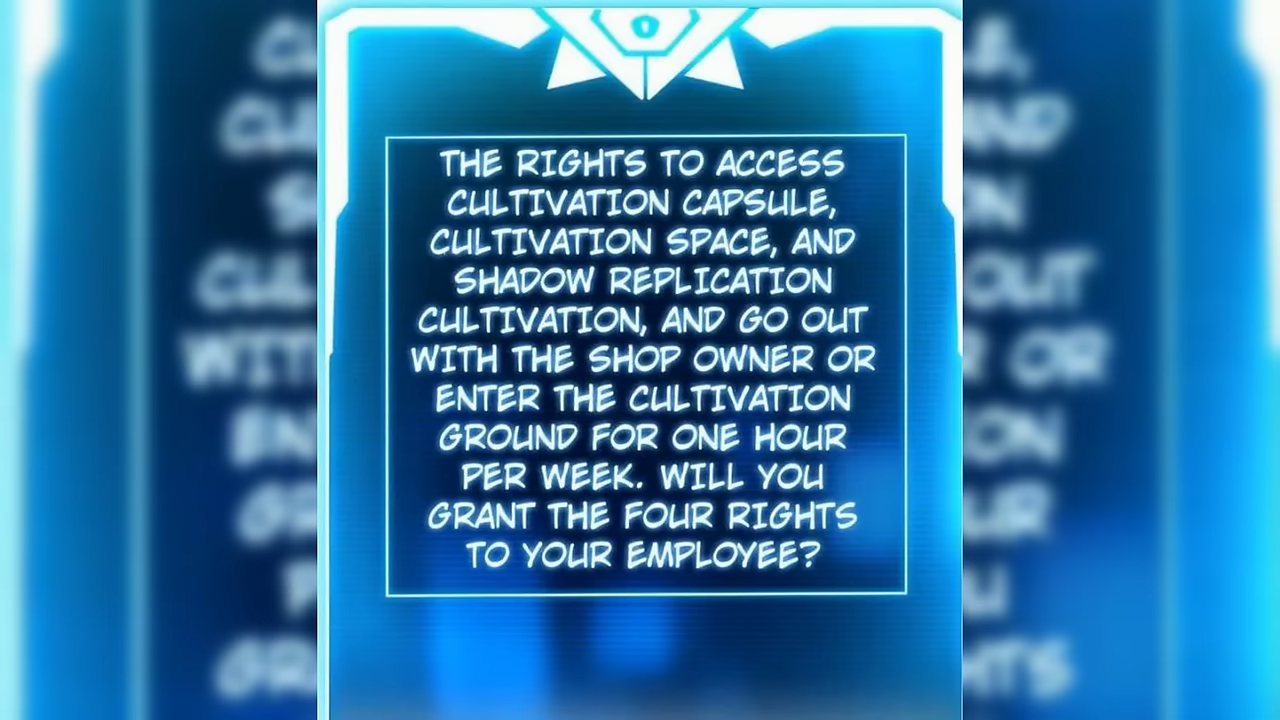 THE RIGHTS TO ACCESS
CULTIVATION CAPSULE,
CULTIVATION SPACE, AND
SHADOW REPLICATION
CULTIVATION, AND GO OUT
WITH THE SHOP OWNER OR
ENTER THE CULTIVATION
GROUND FOR ONE HOUR
PER WEEK. WILL YOU
GRANT THE FOUR RIGHTS
TO YOUR EMPLOYEE?